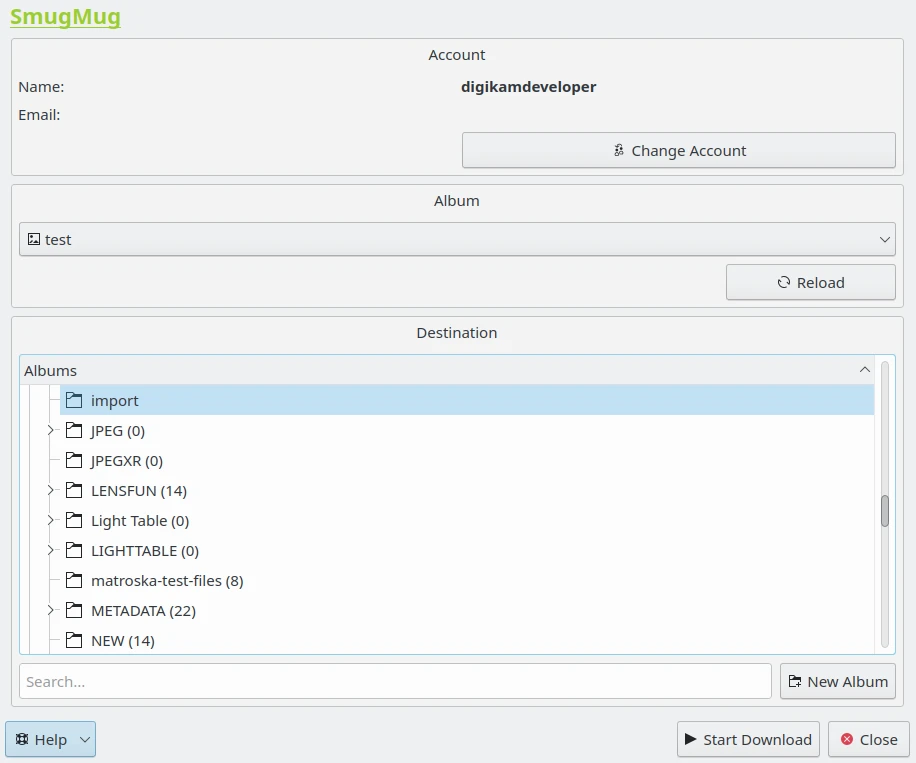 SmugMug
Account
Name: digikamdeveloper
Email:
Change Account
Album
test
Reload
Destination
Albums
import
JPEG (0)
JPEGXR (0)
LENSFUN (14)
Light Table (0)
LIGHTTABLE (0)
matroska-test-files (8)
METADATA (22)
NEW (14)
Search... New Album
Help Start Download Close